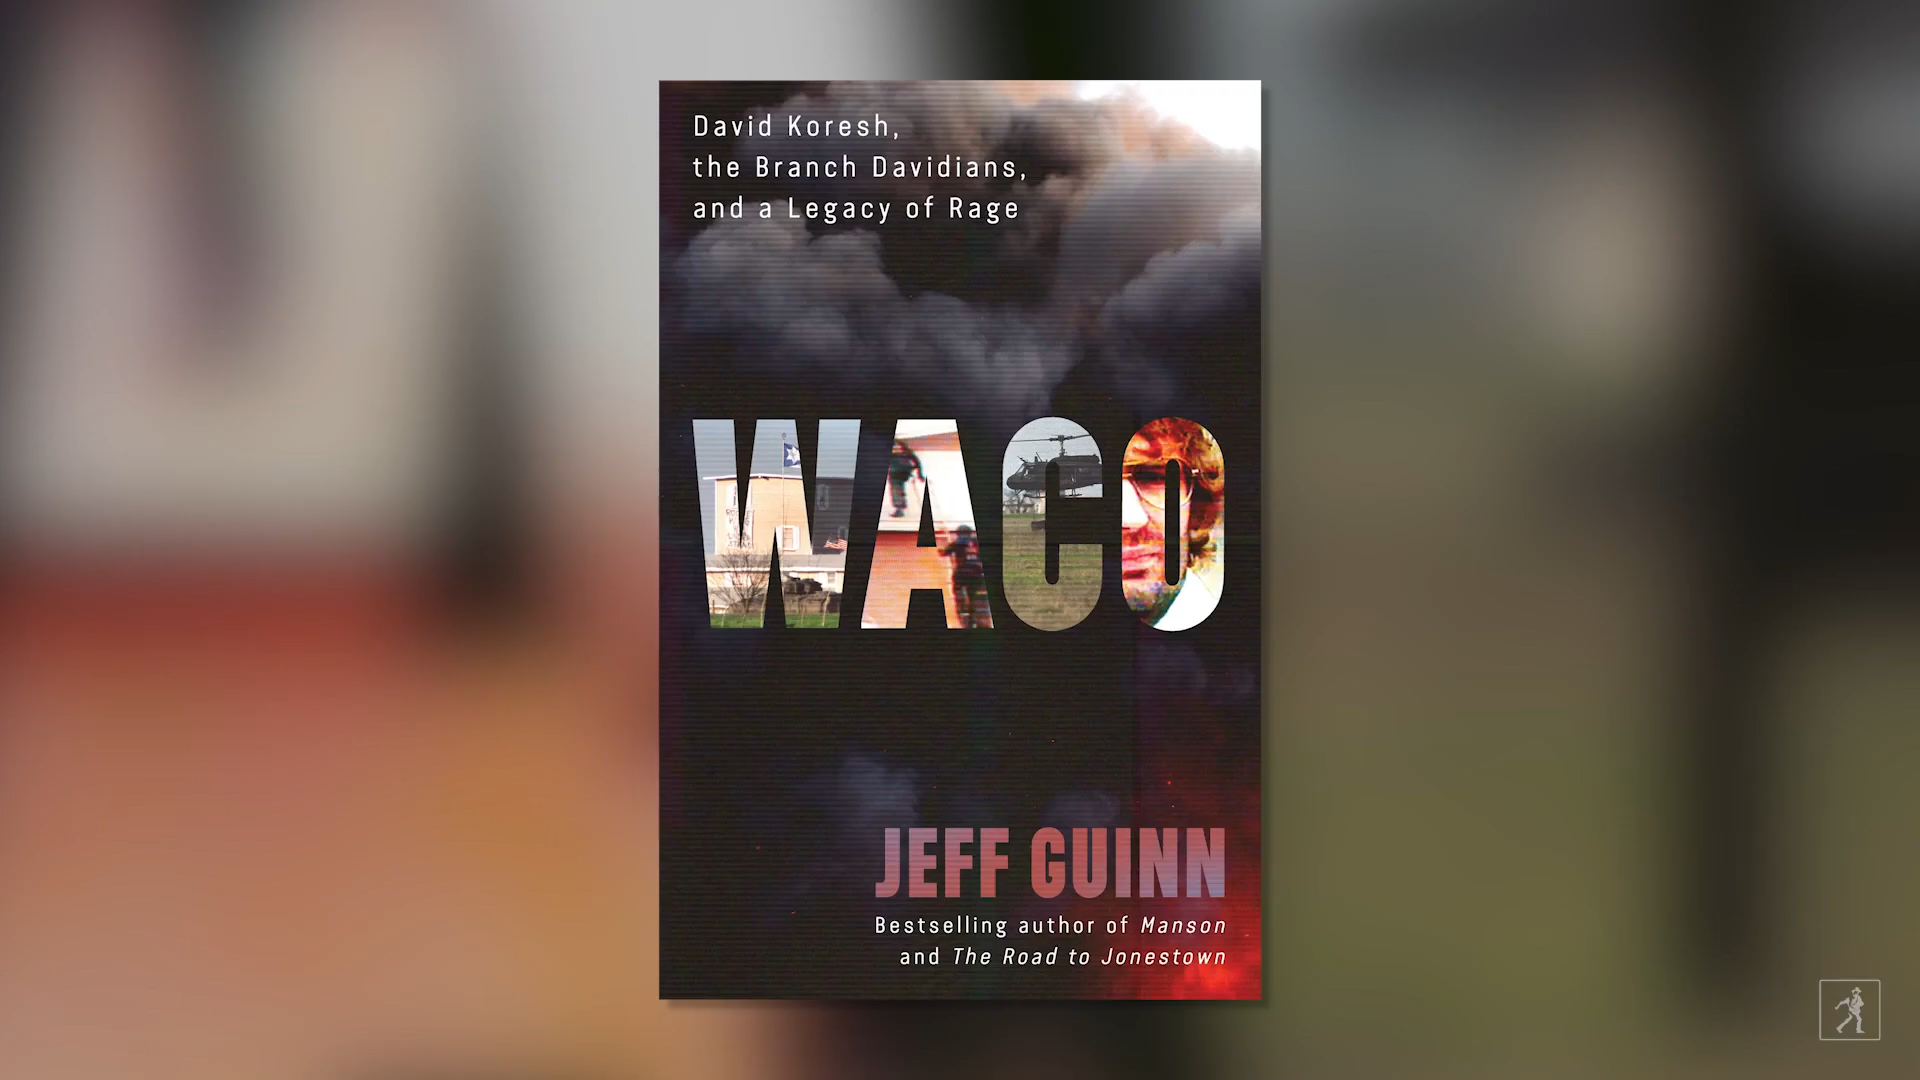 David Koresh,
the Branch Davidians,
and a Legacy of Rage
WACO
JEFF GUINN
Bestselling author of Manson
and The Road to Jonestown